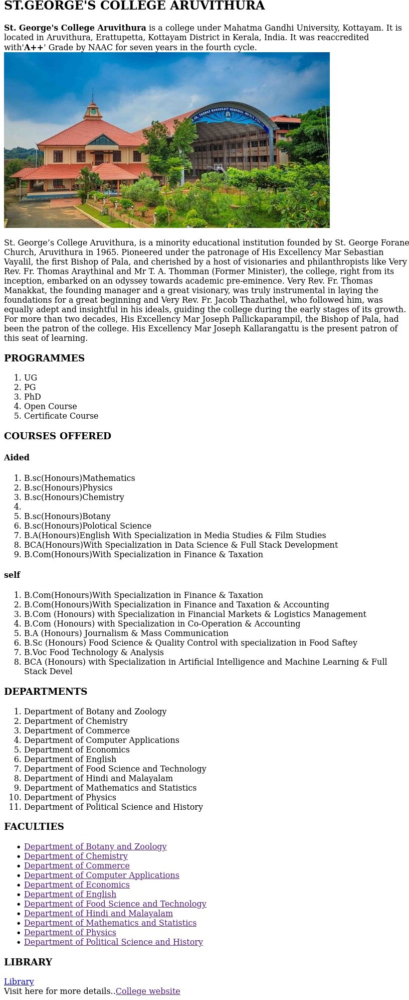 ST.GEORGE'S COLLEGE ARUVITHURA
St. George's College Aruvithura is a college under Mahatma Gandhi University, Kottayam. It is
located in Aruvithura, Erattupetta, Kottayam District in Kerala, India. It was reaccredited
with'A++' Grade by NAAC for seven years in the fourth cycle.
FR. THOMAS MANAKKATT MEMORIAL
St. George’s College Aruvithura, is a minority educational institution founded by St. George Forane
Church, Aruvithura in 1965. Pioneered under the patronage of His Excellency Mar Sebastian
Vayalil, the first Bishop of Pala, and cherished by a host of visionaries and philanthropists like Very
Rev. Fr. Thomas Araythinal and Mr T. A. Thomman (Former Minister), the college, right from its
inception, embarked on an odyssey towards academic pre-eminence. Very Rev. Fr. Thomas
Manakkat, the founding manager and a great visionary, was truly instrumental in laying the
foundations for a great beginning and Very Rev. Fr. Jacob Thazhathel, who followed him, was
equally adept and insightful in his ideals, guiding the college during the early stages of its growth.
For more than two decades, His Excellency Mar Joseph Pallickaparampil, the Bishop of Pala, had
been the patron of the college. His Excellency Mar Joseph Kallarangattu is the present patron of
this seat of learning.
PROGRAMMES
1. UG
2. PG
3. PhD
4. Open Course
5. Certificate Course
COURSES OFFERED
Aided
1. B.sc(Honours)Mathematics
2. B.sc(Honours)Physics
3. B.sc(Honours)Chemistry
4.
5. B.sc(Honours)Botany
6. B.sc(Honours)Polotical Science
7. B.A(Honours)English With Specialization in Media Studies & Film Studies
8. BCA(Honours)With Specialization in Data Science & Full Stack Development
9. B.Com(Honours)With Specialization in Finance & Taxation
self
1. B.Com(Honours)With Specialization in Finance & Taxation
2. B.Com(Honours)With Specialization in Finance and Taxation & Accounting
3. B.Com (Honours) with Specialization in Financial Markets & Logistics Management
4. B.Com (Honours) with Specialization in Co-Operation & Accounting
5. B.A (Honours) Journalism & Mass Communication
6. B.Sc (Honours) Food Science & Quality Control with specialization in Food Saftey
7. B.Voc Food Technology & Analysis
8. BCA (Honours) with Specialization in Artificial Intelligence and Machine Learning & Full
Stack Devel
DEPARTMENTS
1. Department of Botany and Zoology
2. Department of Chemistry
3. Department of Commerce
4. Department of Computer Applications
5. Department of Economics
6. Department of English
7. Department of Food Science and Technology
8. Department of Hindi and Malayalam
9. Department of Mathematics and Statistics
10. Department of Physics
11. Department of Political Science and History
FACULTIES
• Department of Botany and Zoology
• Department of Chemistry
• Department of Commerce
• Department of Computer Applications
• Department of Economics
• Department of English
• Department of Food Science and Technology
• Department of Hindi and Malayalam
• Department of Mathematics and Statistics
• Department of Physics
• Department of Political Science and History
LIBRARY
Library
Visit here for more details..College website